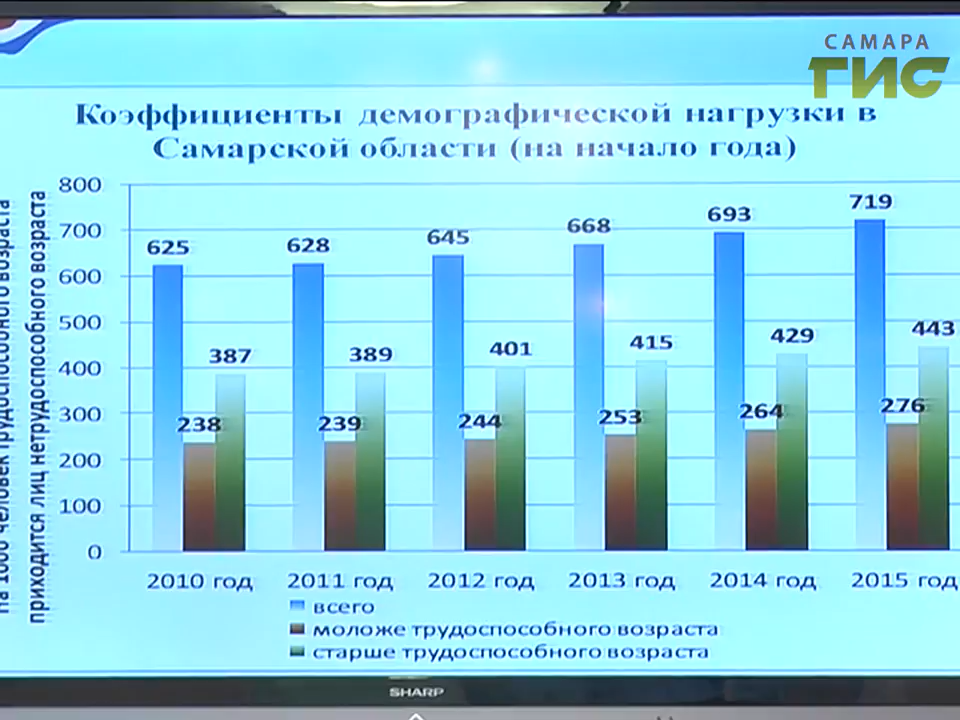 САМАРА
ГИС
Коэффициенты демографической нагрузки в
Самарской области (на начало года)
На 1000 человек трудоспособного возраста
приходится лиц нетрудоспособного возраста
800
700
600
500
400
300
200
100
0
625
238
387
628
239
389
645
244
401
668
253
415
693
264
429
719
276
443
2010 год
2011 год
2012 год
2013 год
2014 год
2015 год
всего
моложе трудоспособного возраста
старше трудоспособного возраста
SHARP